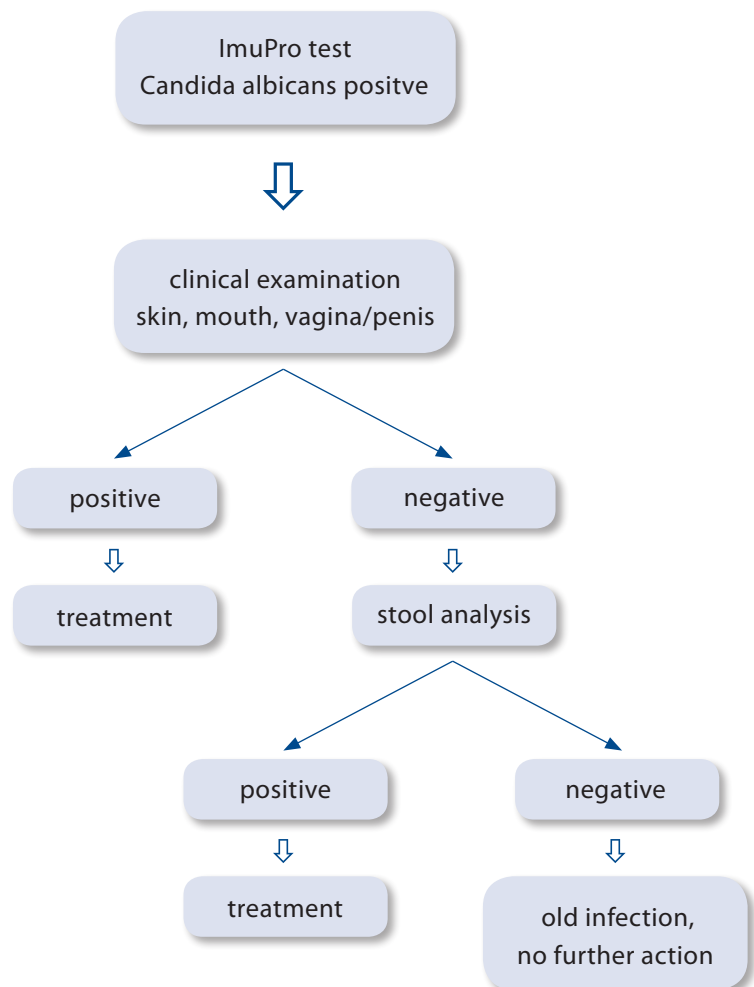 ImuPro test
Candida albicans positve
clinical examination
skin, mouth, vagina/penis
positive
negative
treatment
stool analysis
positive
negative
treatment
old infection,
no further action